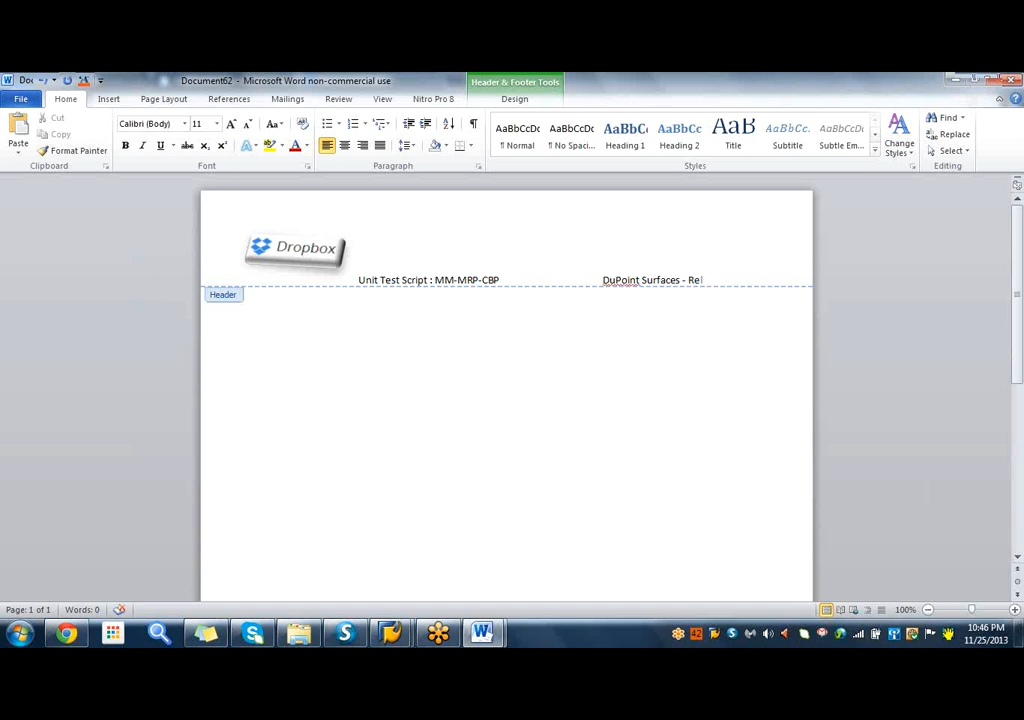 Doc
Document62 - Microsoft Word non-commercial use
Header & Footer Tools
File
Home
Insert
Page Layout
References
Mailings
Review
View
Nitro Pro 8
Design
Paste
Cut
Copy
Format Painter
Clipboard
Calibri (Body)
11
Font
Paragraph
AaBbCcDc
¶ Normal
AaBbCcDc
¶ No Spaci...
AaBbCc
Heading 1
AaBbCc
Heading 2
AaB
Title
AaBbCc.
Subtitle
AaBbCcDc
Subtle Em...
Change
Styles
Styles
Find
Replace
Select
Editing
Dropbox
Unit Test Script : MM-MRP-CBP DuPoint Surfaces - Rel
Header
Page: 1 of 1
Words: 0
100%
42
10:46 PM
11/25/2013